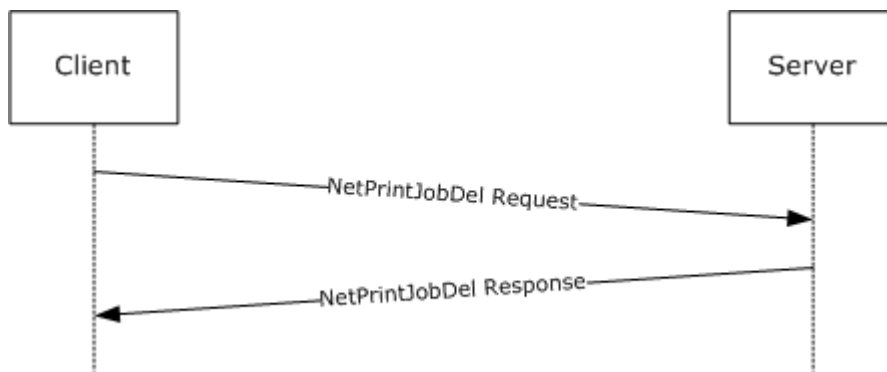 Client
Server
NetPrintJobDel Request
NetPrintJobDel Response